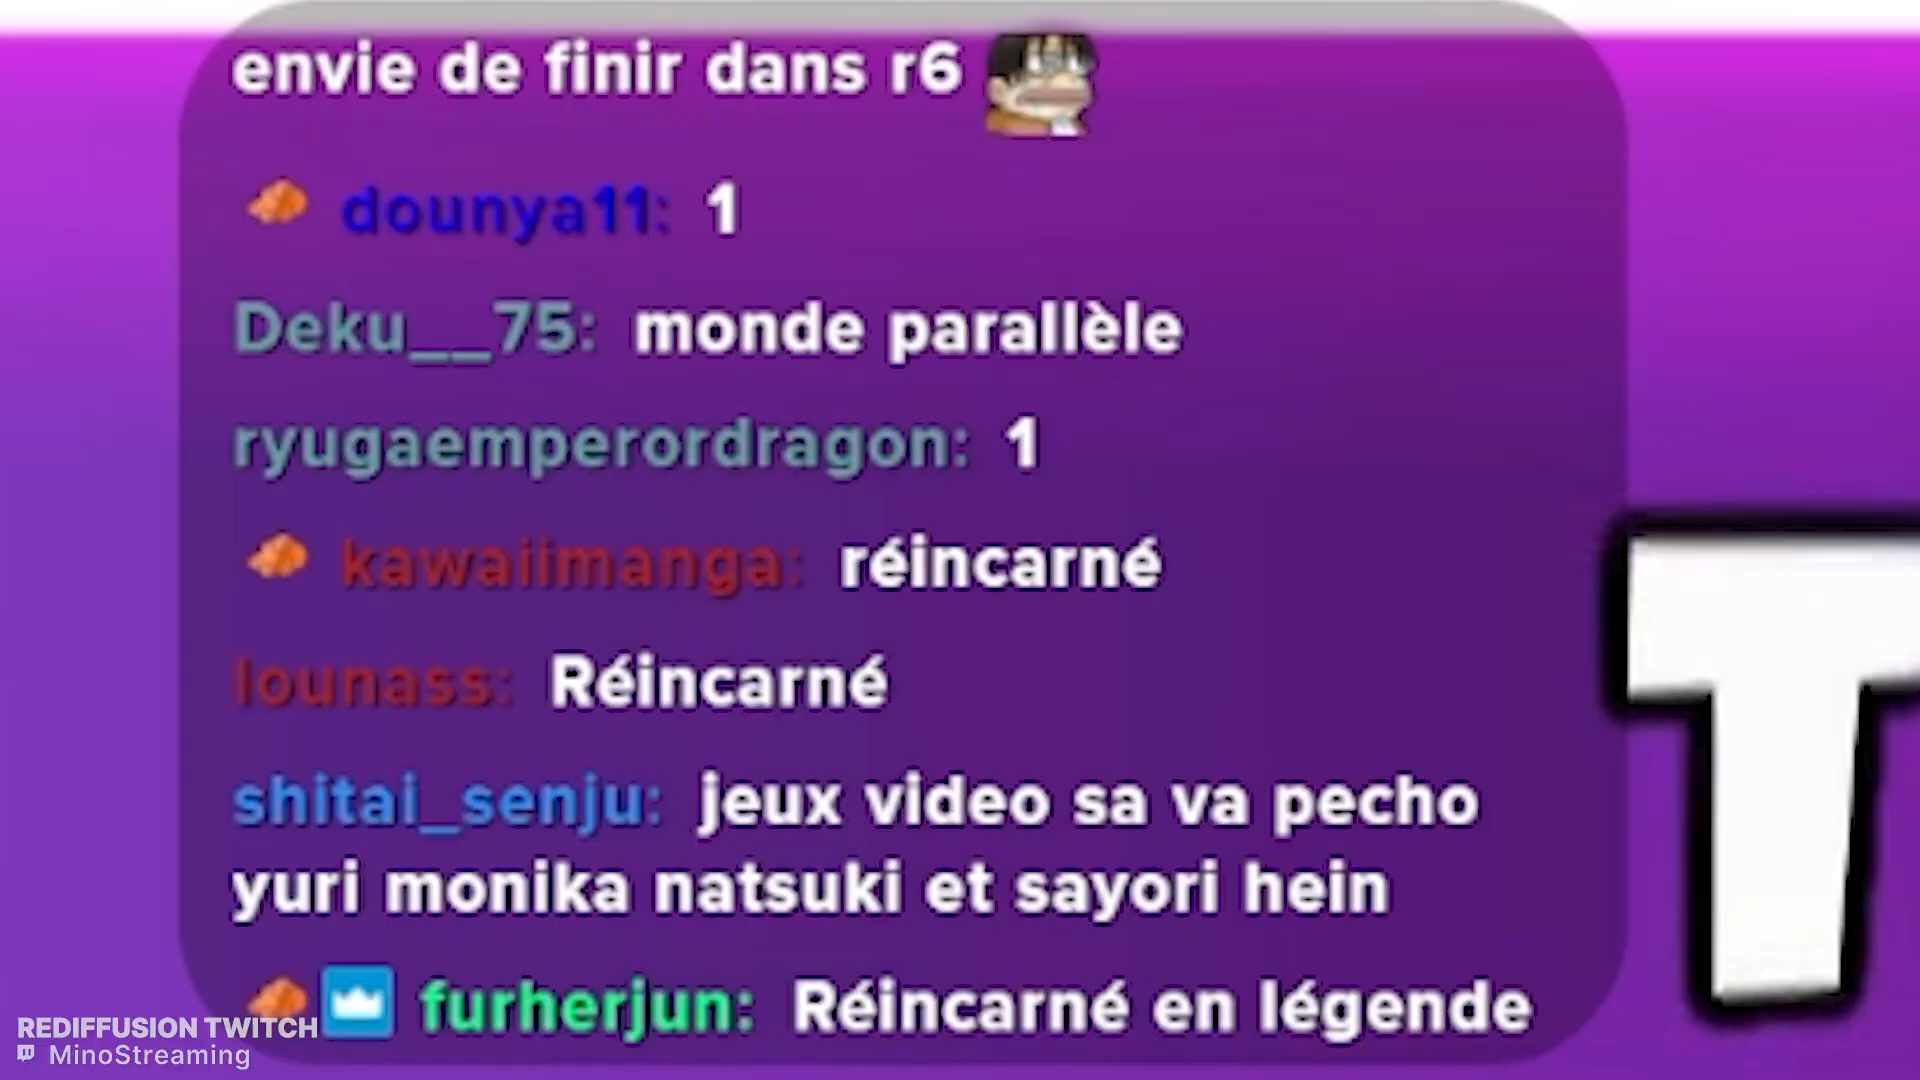 envie de finir dans r6
dounya11: 1
Deku__75: monde parallèle
ryugaemperordragon: 1
kawaiimanga: réincarné
lounass: Réincarné
shitai_senju: jeux video sa va pecho
yuri monika natsuki et sayori hein
furherjun: Réincarné en légende
T
REDIFFUSION TWITCH
MinoStreaming